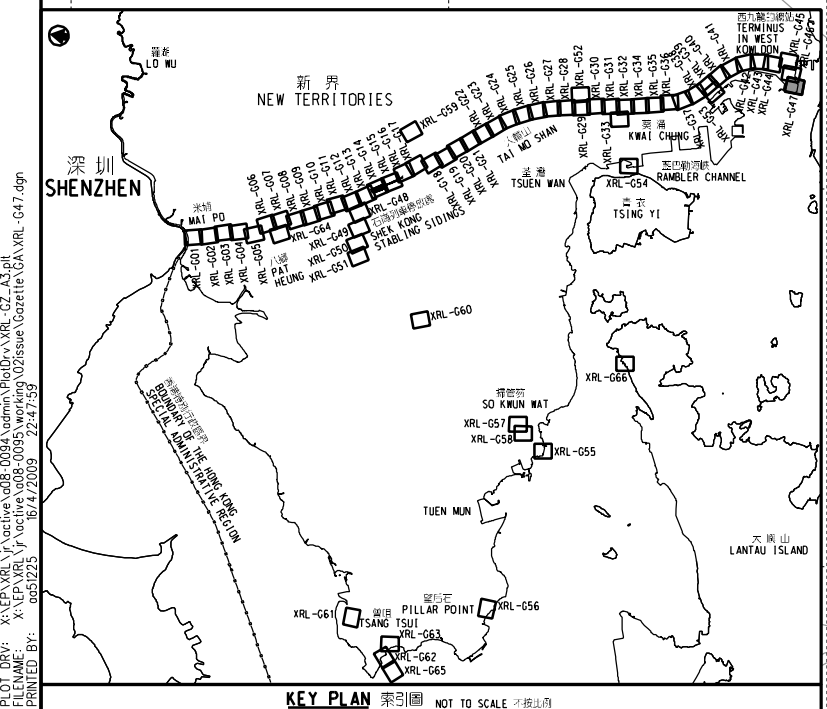 PLOT DRV: X:\EP\XRL\jr\active\a08-0094\admin\PlotDrv\XRL-GZ_A3.plt
FILENAME: X:\EP\XRL\jr\active\a08-0095\working\02issue\Gazette\GA\XRL-G47.dgn
PRINTED BY: aa51225 16/4/2009 22:47:59
羅湖
LO WU
新界
NEW TERRITORIES
深圳
SHENZHEN
米埔
MAI PO
TERMINUS
IN WEST
KOWLOON
XRL-G01
XRL-G02
XRL-G03
XRL-G04
XRL-G05
XRL-G06
XRL-G07
XRL-G08
XRL-G09
XRL-G10
XRL-G11
XRL-G12
XRL-G13
XRL-G14
XRL-G15
XRL-G16
XRL-G17
XRL-G59
XRL-G18
XRL-G19
XRL-G20
XRL-G21
XRL-G22
XRL-G23
XRL-G24
XRL-G25
XRL-G26
XRL-G27
XRL-G28
XRL-G52
XRL-G29
XRL-G30
XRL-G31
XRL-G32
XRL-G33
XRL-G34
XRL-G35
XRL-G36
XRL-G37
XRL-G53
XRL-G40
XRL-G41
XRL-G42
XRL-G43
XRL-G44
XRL-G45
XRL-G46
XRL-G47
XRL-G64
XRL-G48
XRL-G49
XRL-G50
XRL-G51
八鄉
PAT
HEUNG
SHEK KONG
STABLING SIDINGS
大帽山
TAI MO SHAN
荃灣
TSUEN WAN
葵涌
KWAI CHUNG
藍巴勒海峽
RAMBLER CHANNEL
XRL-G54
青衣
TSING YI
XRL-G60
XRL-G66
香港特別行政區界
BOUNDARY OF THE HONG KONG
SPECIAL ADMINISTRATIVE REGION
掃管笏
SO KWUN WAT
XRL-G57
XRL-G58
XRL-G55
TUEN MUN
大嶼山
LANTAU ISLAND
望后石
PILLAR POINT
XRL-G56
XRL-G61
曾咀
TSANG TSUI
XRL-G63
XRL-G62
XRL-G65
KEY PLAN 索引圖 NOT TO SCALE 不按比例